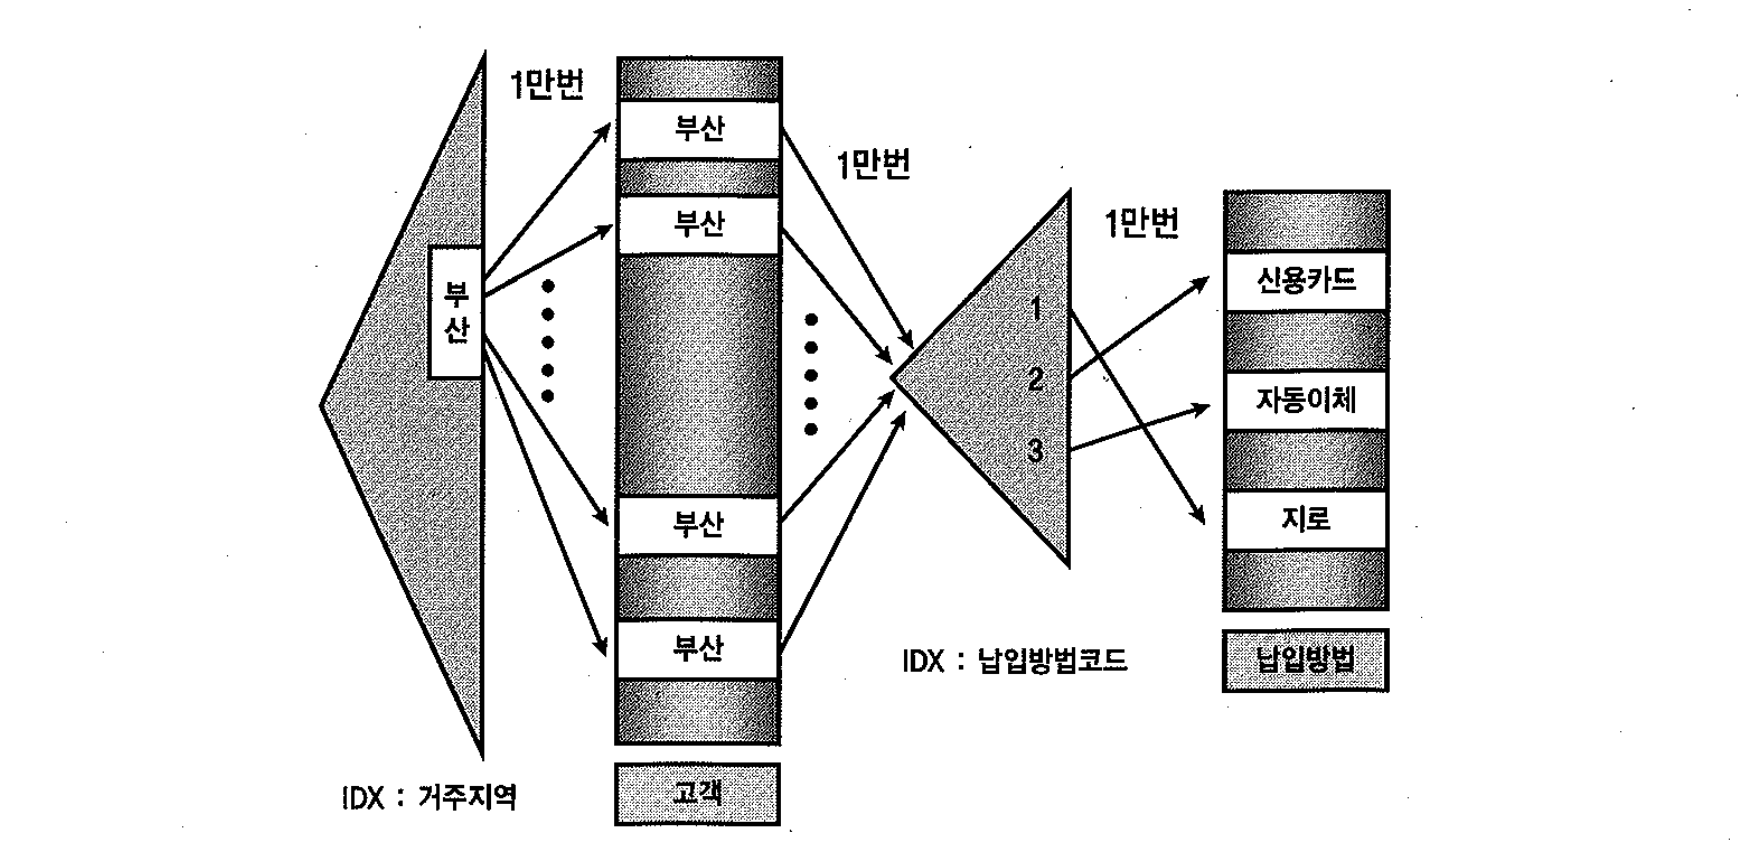 1만번
부산
부산
부산
부산
부
산
1만번
1만번
1
2
3
신용카드
자동이체
지로
IDX : 거주지역
고객
IDX : 납입방법코드
납입방법